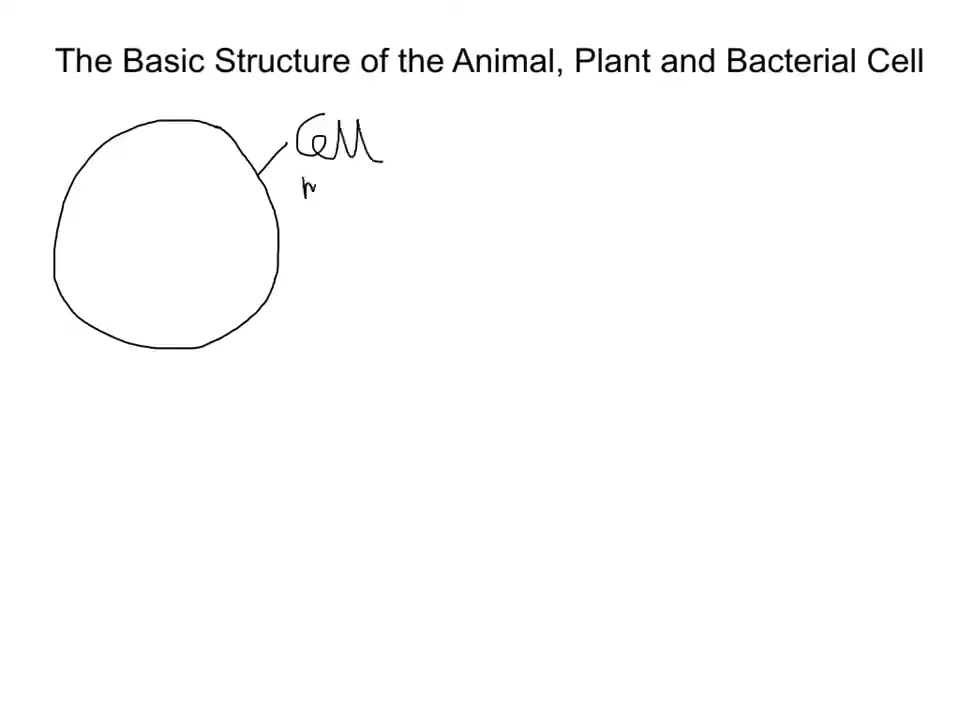 The Basic Structure of the Animal, Plant and Bacterial Cell
Cell